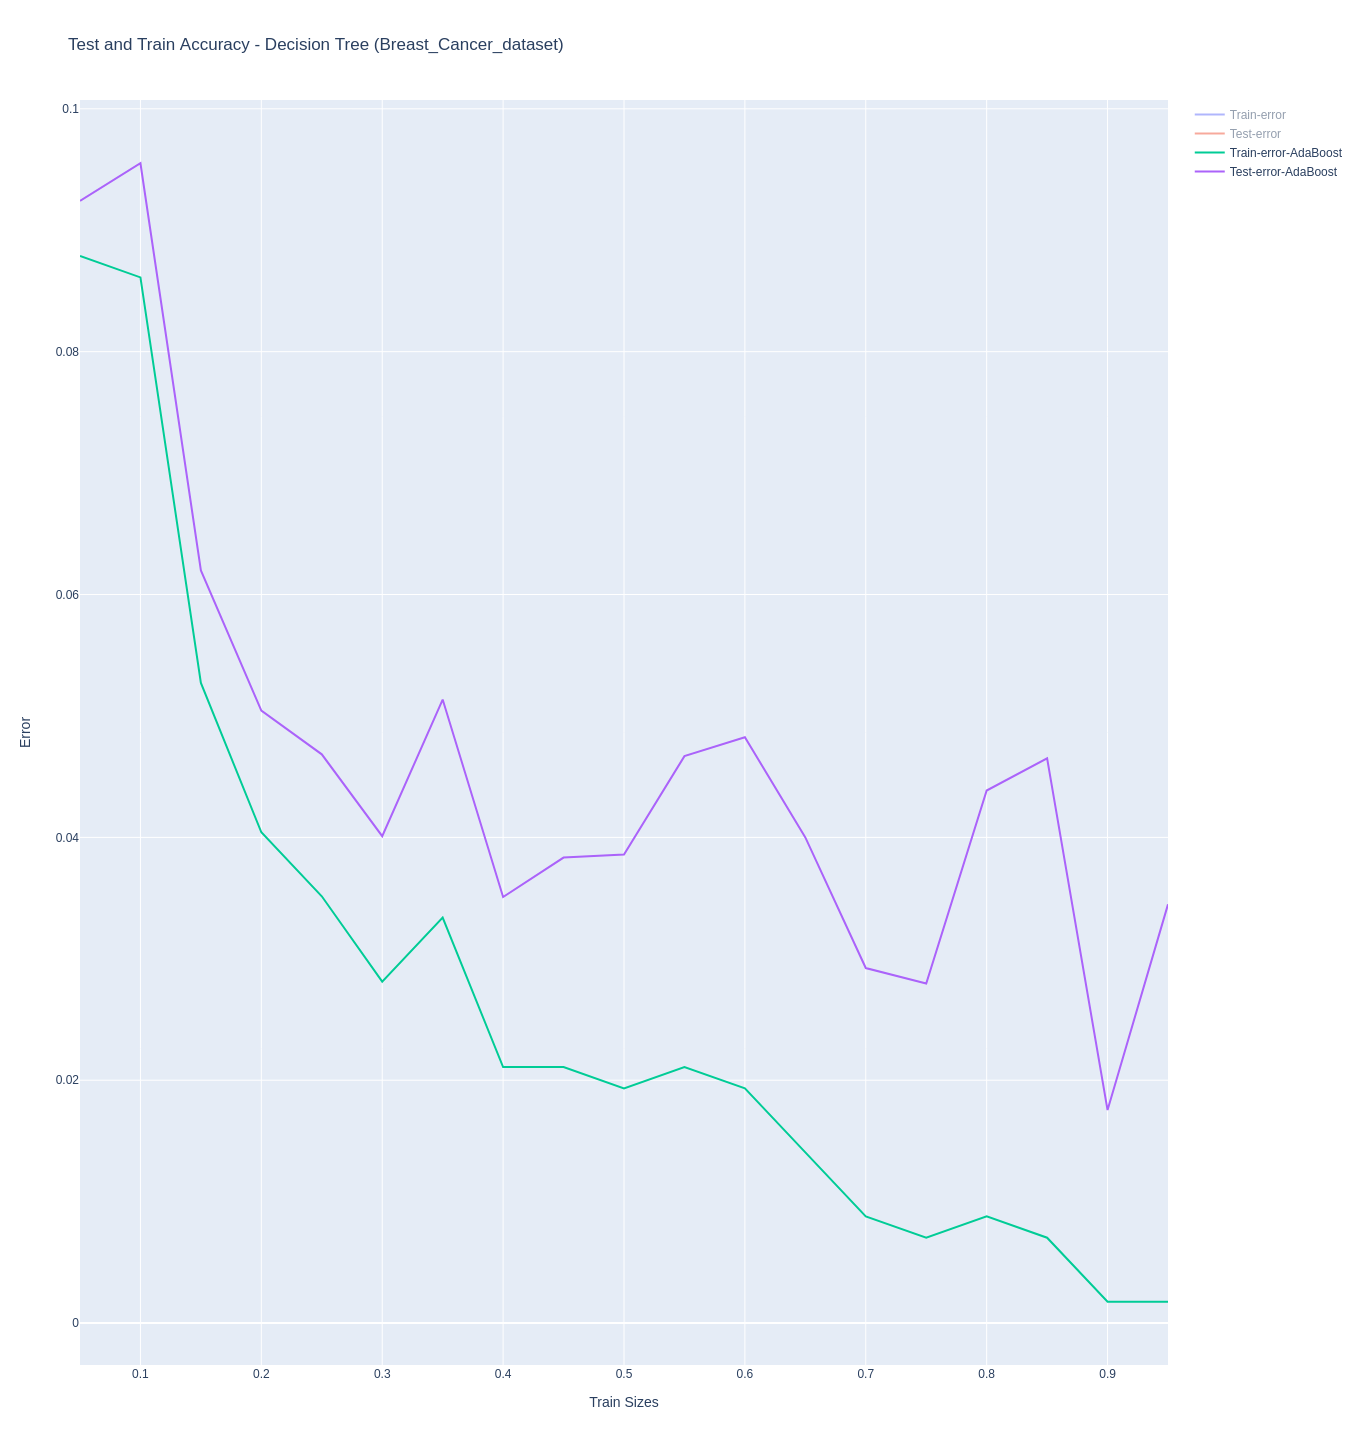 Test and Train Accuracy - Decision Tree (Breast_Cancer_dataset)
0.1
0.08
0.06
0.04
0.02
0
Error
0.1 0.2 0.3 0.4 0.5 0.6 0.7 0.8 0.9
Train Sizes
Train-error
Test-error
Train-error-AdaBoost
Test-error-AdaBoost